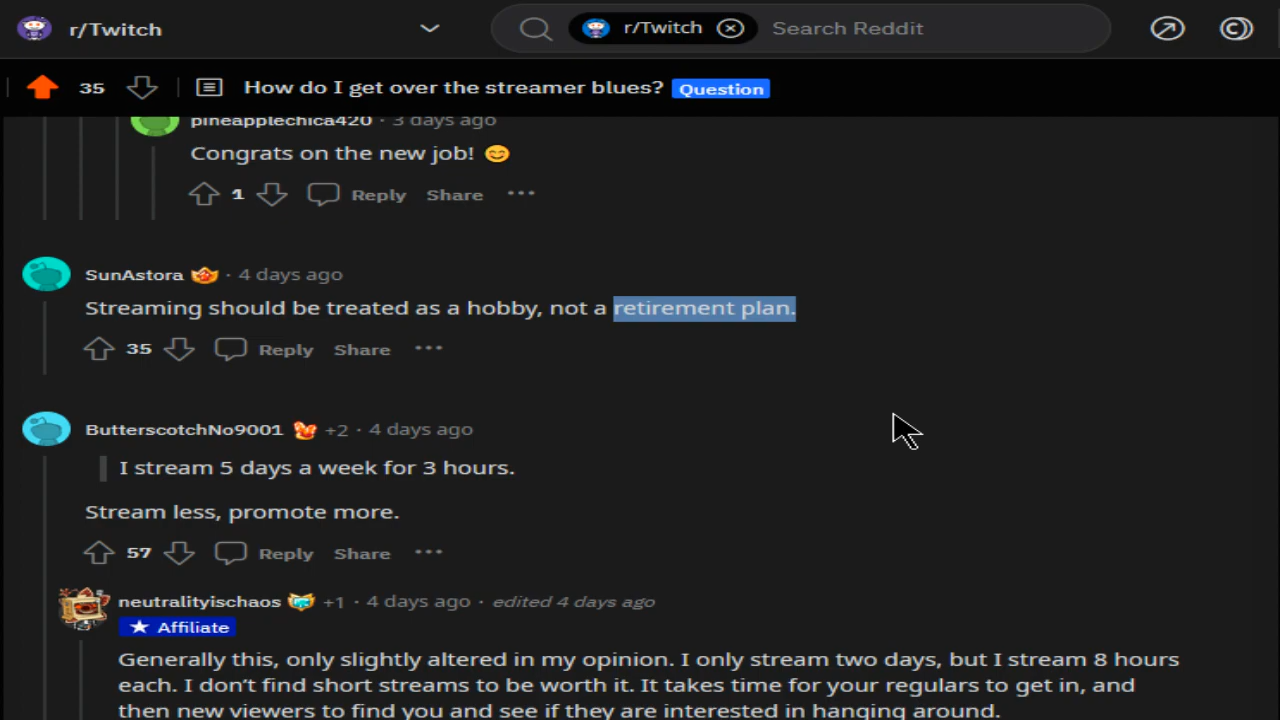 r/Twitch
r/Twitch
Search Reddit
35
How do I get over the streamer blues? Question
pineapplechica420 · 3 days ago
Congrats on the new job! 😊
1 Reply Share ···
SunAstora · 4 days ago
Streaming should be treated as a hobby, not a retirement plan.
35 Reply Share ···
ButterscotchNo9001 +2 · 4 days ago
I stream 5 days a week for 3 hours.
Stream less, promote more.
57 Reply Share ···
neutralityischaos +1 · 4 days ago · edited 4 days ago
★ Affiliate
Generally this, only slightly altered in my opinion. I only stream two days, but I stream 8 hours
each. I don’t find short streams to be worth it. It takes time for your regulars to get in, and
then new viewers to find you and see if they are interested in hanging around.